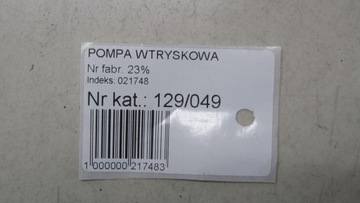 POMPA WTRYSKOWA
Nr fabr. 23%
Indeks: 021748
Nr kat.: 129/049
1 000000 217483